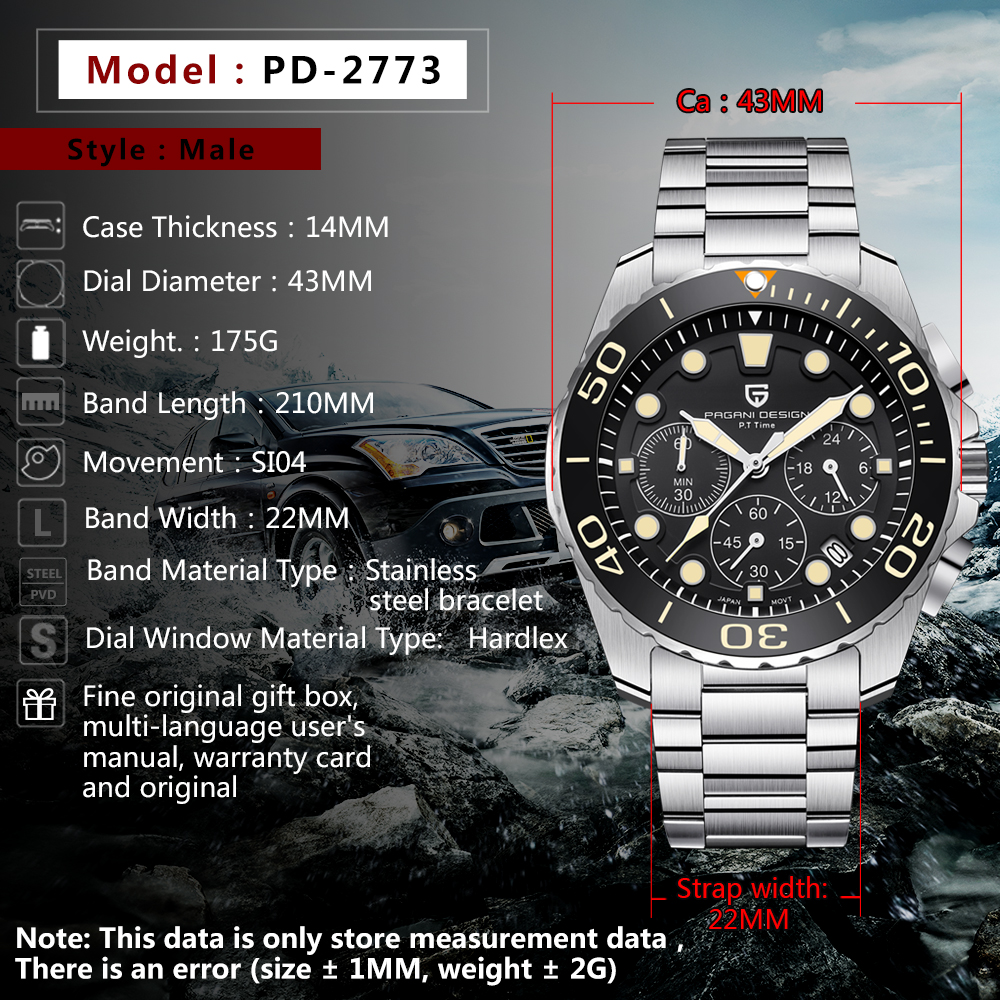 Model : PD-2773
Style : Male
Case Thickness : 14MM
Dial Diameter : 43MM
Weight. : 175G
Band Length : 210MM
Movement : SI04
L
Band Width : 22MM
STEEL
PVD
Band Material Type : Stainless
steel bracelet
S
Dial Window Material Type: Hardlex
Fine original gift box,
multi-language user's
manual, warranty card
and original
Ca : 43MM
50
10
PAGANI DESIGN
P.T Time
60
MIN
30
24
18
6
12
60
45
15
30
JAPAN
MOVT
40
20
30
Strap width:
22MM
Note: This data is only store measurement data ,
There is an error (size ± 1MM, weight ± 2G)